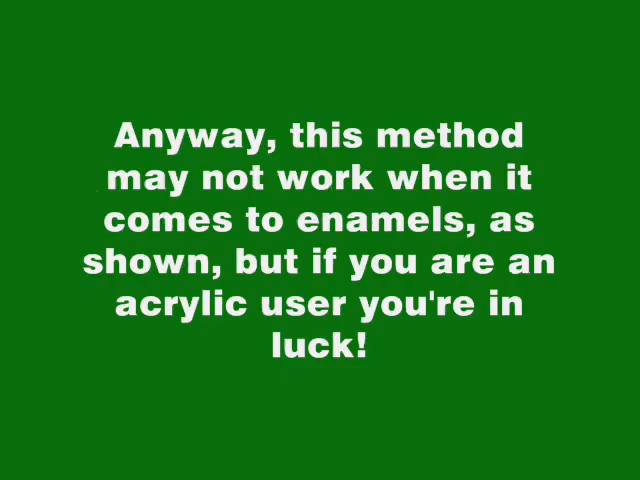 Anyway, this method
may not work when it
comes to enamels, as
shown, but if you are an
acrylic user you're in
luck!